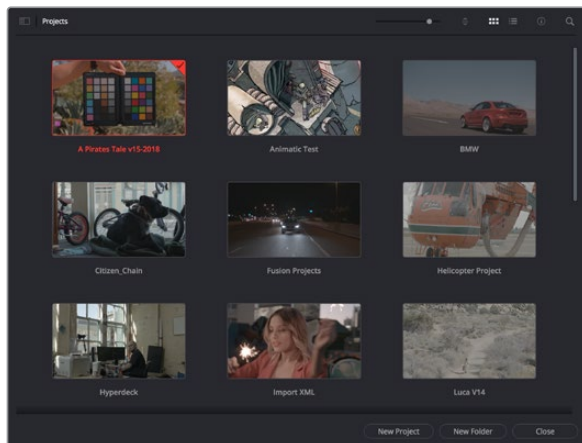 Projects
A Pirates Tale v15-2018
Animatic Test
BMW
Citizen_Chain
Fusion Projects
Helicopter Project
Hyperdeck
Import XML
Luca V14
New Project
New Folder
Close